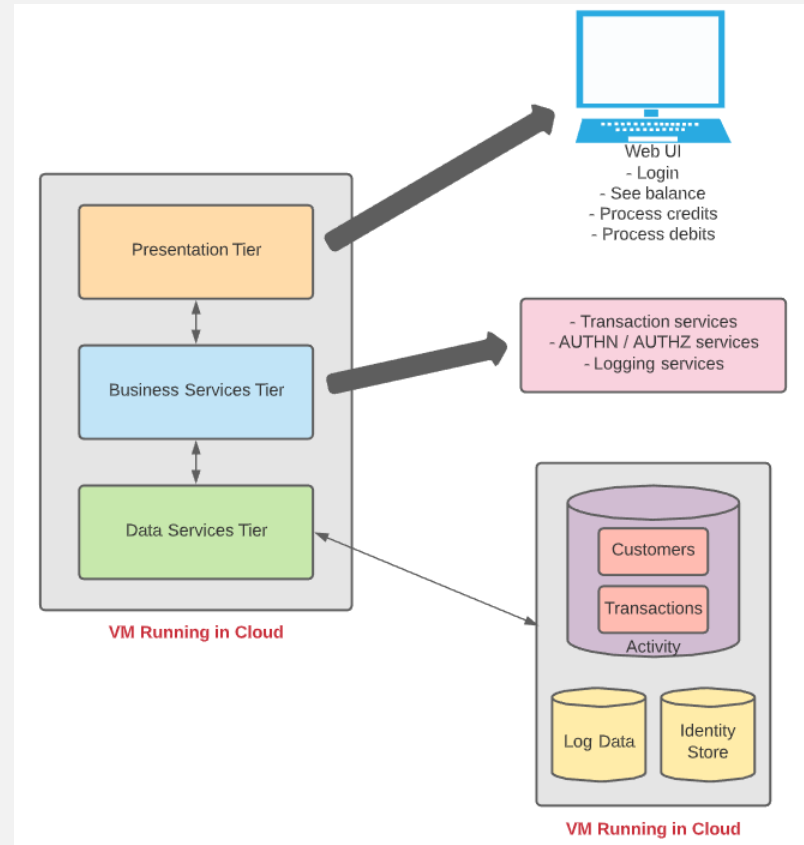 Web UI
- Login
- See balance
- Process credits
- Process debits
Presentation Tier
Business Services Tier
- Transaction services
- AUTHN / AUTHZ services
- Logging services
Data Services Tier
VM Running in Cloud
Customers
Transactions
Activity
Log Data
Identity
Store
VM Running in Cloud